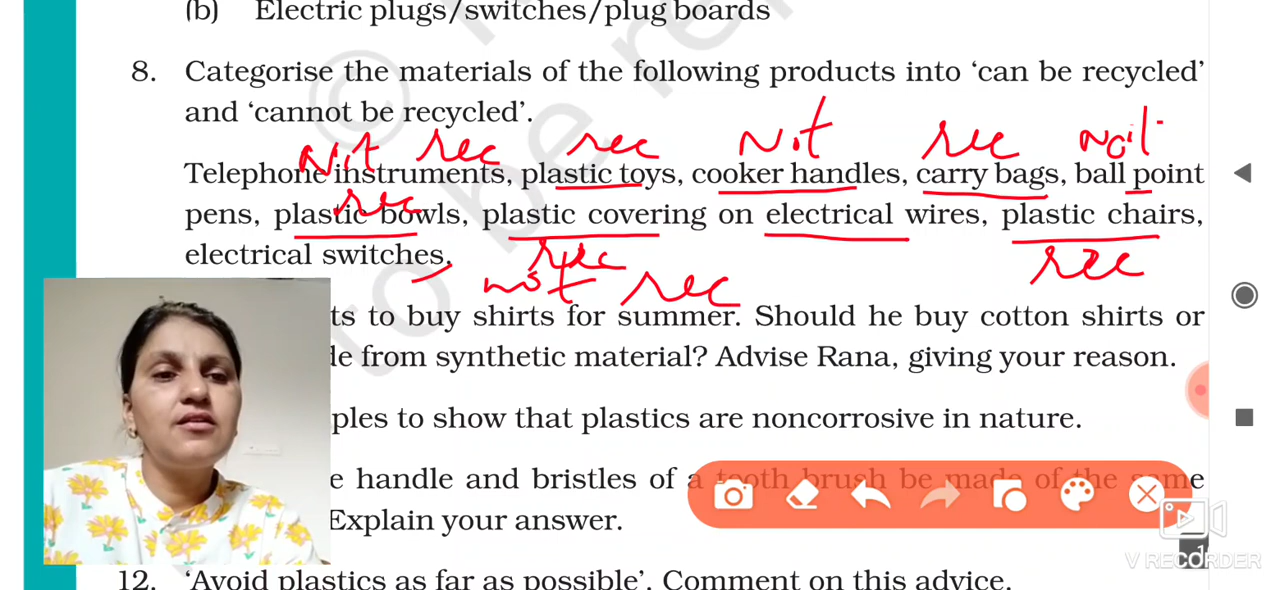 (b) Electric plugs/switches/plug boards
8. Categorise the materials of the following products into ‘can be recycled’
and ‘cannot be recycled’.
Not rec rec Not rec not
Telephone instruments, plastic toys, cooker handles, carry bags, ball point
rec
pens, plastic bowls, plastic covering on electrical wires, plastic chairs,
rec rec
electrical switches.
not rec
ts to buy shirts for summer. Should he buy cotton shirts or
de from synthetic material? Advise Rana, giving your reason.
ples to show that plastics are noncorrosive in nature.
e handle and bristles of a tooth brush be made of the same
Explain your answer.
12. ‘Avoid plastics as far as possible’. Comment on this advice.
V RECORDER